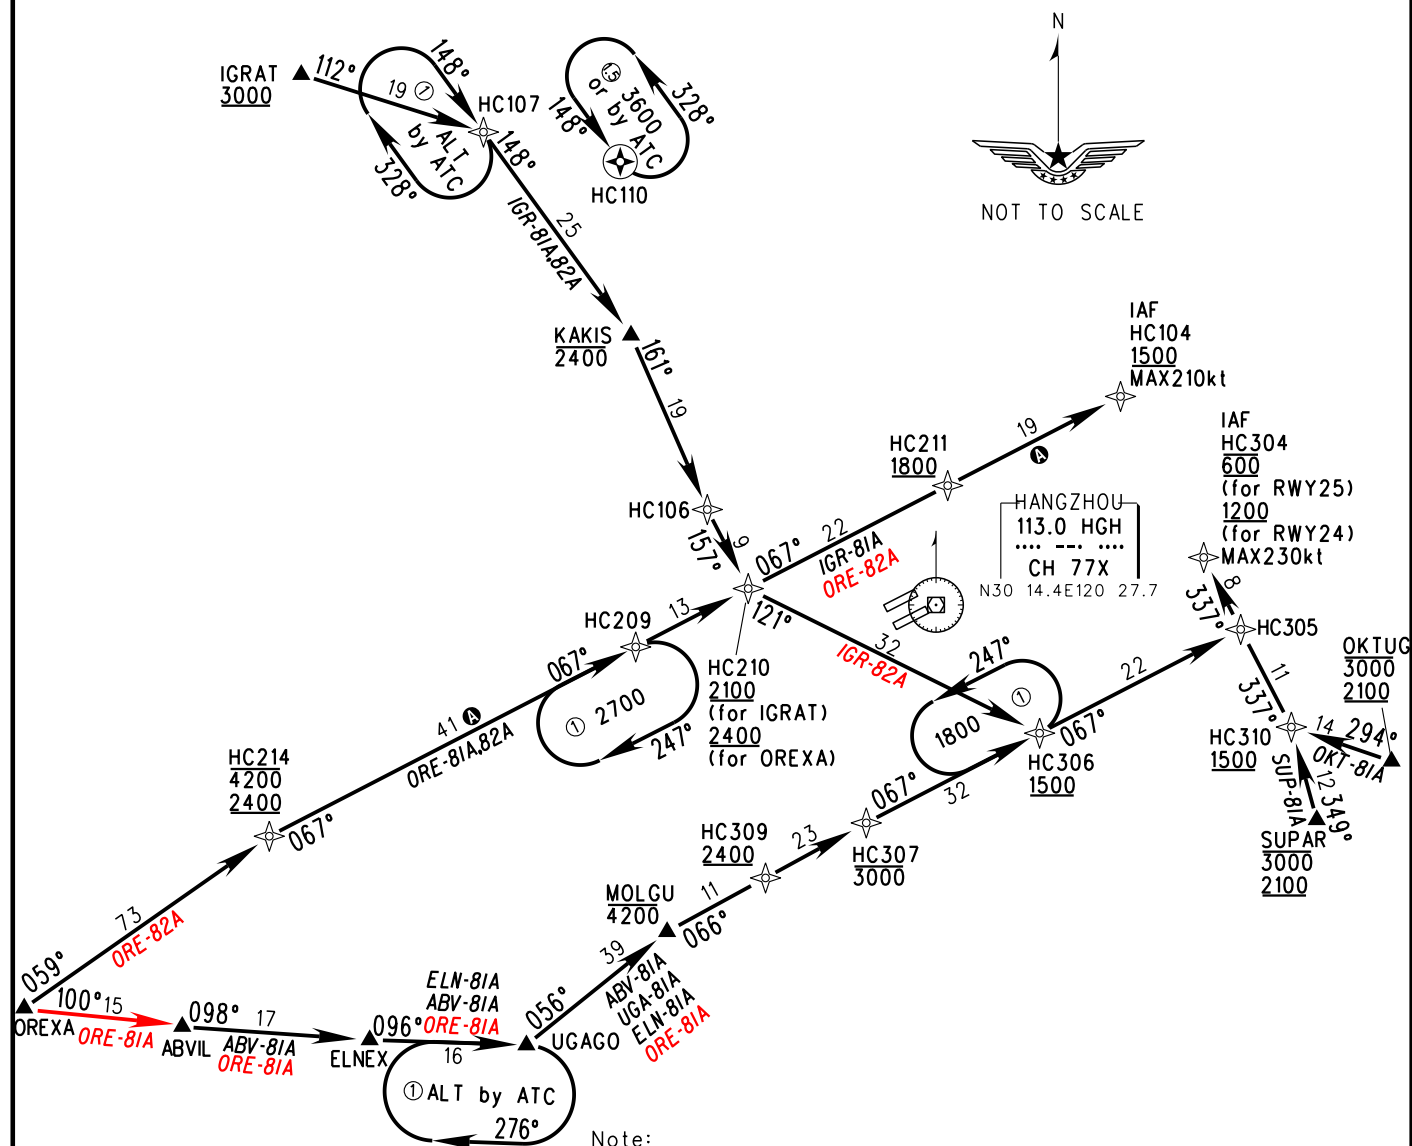 N
NOT TO SCALE
IGRAT
3000
112°
19 1
148°
HC107
ALT
by ATC
328°
148°
1.5 3600
or by ATC
148°
328°
HC110
25
IGR-81A,82A
KAKIS
2400
161°
19
HC106
9
157°
IAF
HC104
1500
MAX210kt
19
A
HC211
1800
22
067°
IGR-81A
ORE-82A
IAF
HC304
600
(for RWY25)
1200
(for RWY24)
MAX230kt
HANGZHOU
113.0 HGH
.... --. ....
CH 77X
N30 14.4E120 27.7
8
337°
HC305
11
337°
OKTUG
3000
2100
294°
14
OKT-81A
HC310
1500
SUP-81A
12
349°
SUPAR
3000
2100
HC209
13
067°
121°
32
IGR-82A
HC210
2100
(for IGRAT)
2400
(for OREXA)
1 2700
247°
247°
1
1800
22
067°
HC306
1500
067°
32
41 A
ORE-81A,82A
HC214
4200
2400
067°
HC309
2400
23
HC307
3000
MOLGU
4200
11
066°
73
ORE-82A
059°
OREXA
100° 15
ORE-81A
ABVIL
098° 17
ABV-81A
ORE-81A
ELNEX
096°
ELN-81A
ABV-81A
ORE-81A
16
UGAGO
056°
39
ABV-81A
UGA-81A
ELN-81A
ORE-81A
1 ALT by ATC
276°
Note: